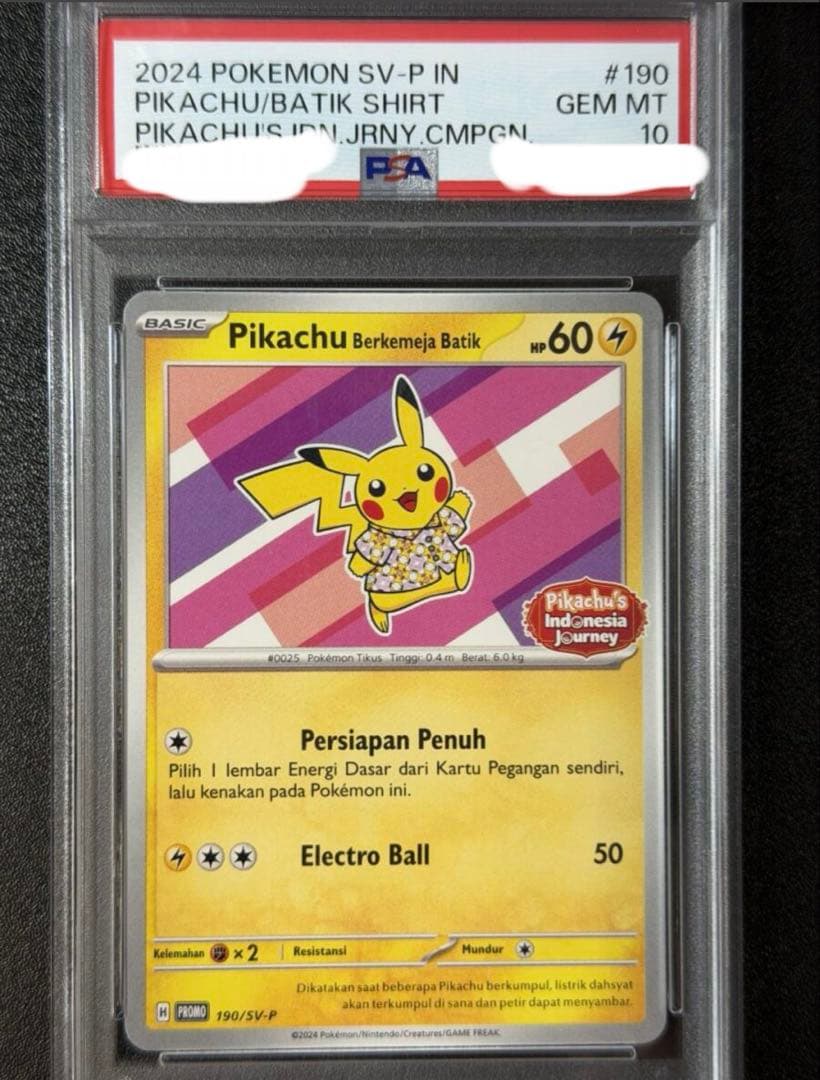 2024 POKEMON SV-P IN #190
PIKACHU/BATIK SHIRT GEM MT
PIKACHU'S IDN.JRNY.CMPGN. 10
PSA
BASIC Pikachu Berkemeja Batik HP 60
Pikachu's
Indonesia
Journey
#0025 Pokémon Tikus Tinggi: 0.4 m Berat: 6.0 kg
Persiapan Penuh
Pilih 1 lembar Energi Dasar dari Kartu Pegangan sendiri,
lalu kenakan pada Pokémon ini.
Electro Ball 50
Kelemahan ×2 Resistansi Mundur
Dikatakan saat beberapa Pikachu berkumpul, listrik dahsyat
akan terkumpul di sana dan petir dapat menyambar.
H PROMO 190/SV-P
©2024 Pokémon/Nintendo/Creatures/GAME FREAK.